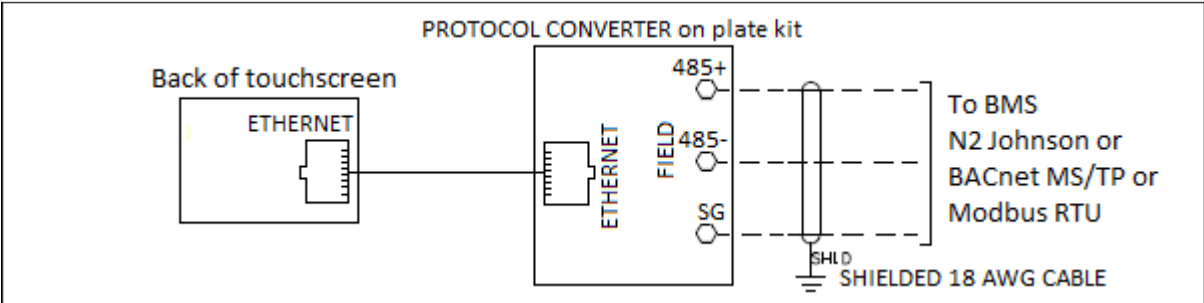 PROTOCOL CONVERTER on plate kit
Back of touchscreen
ETHERNET
ETHERNET
FIELD
485+
485-
SG
To BMS
N2 Johnson or
BACnet MS/TP or
Modbus RTU
SHLD
SHIELDED 18 AWG CABLE